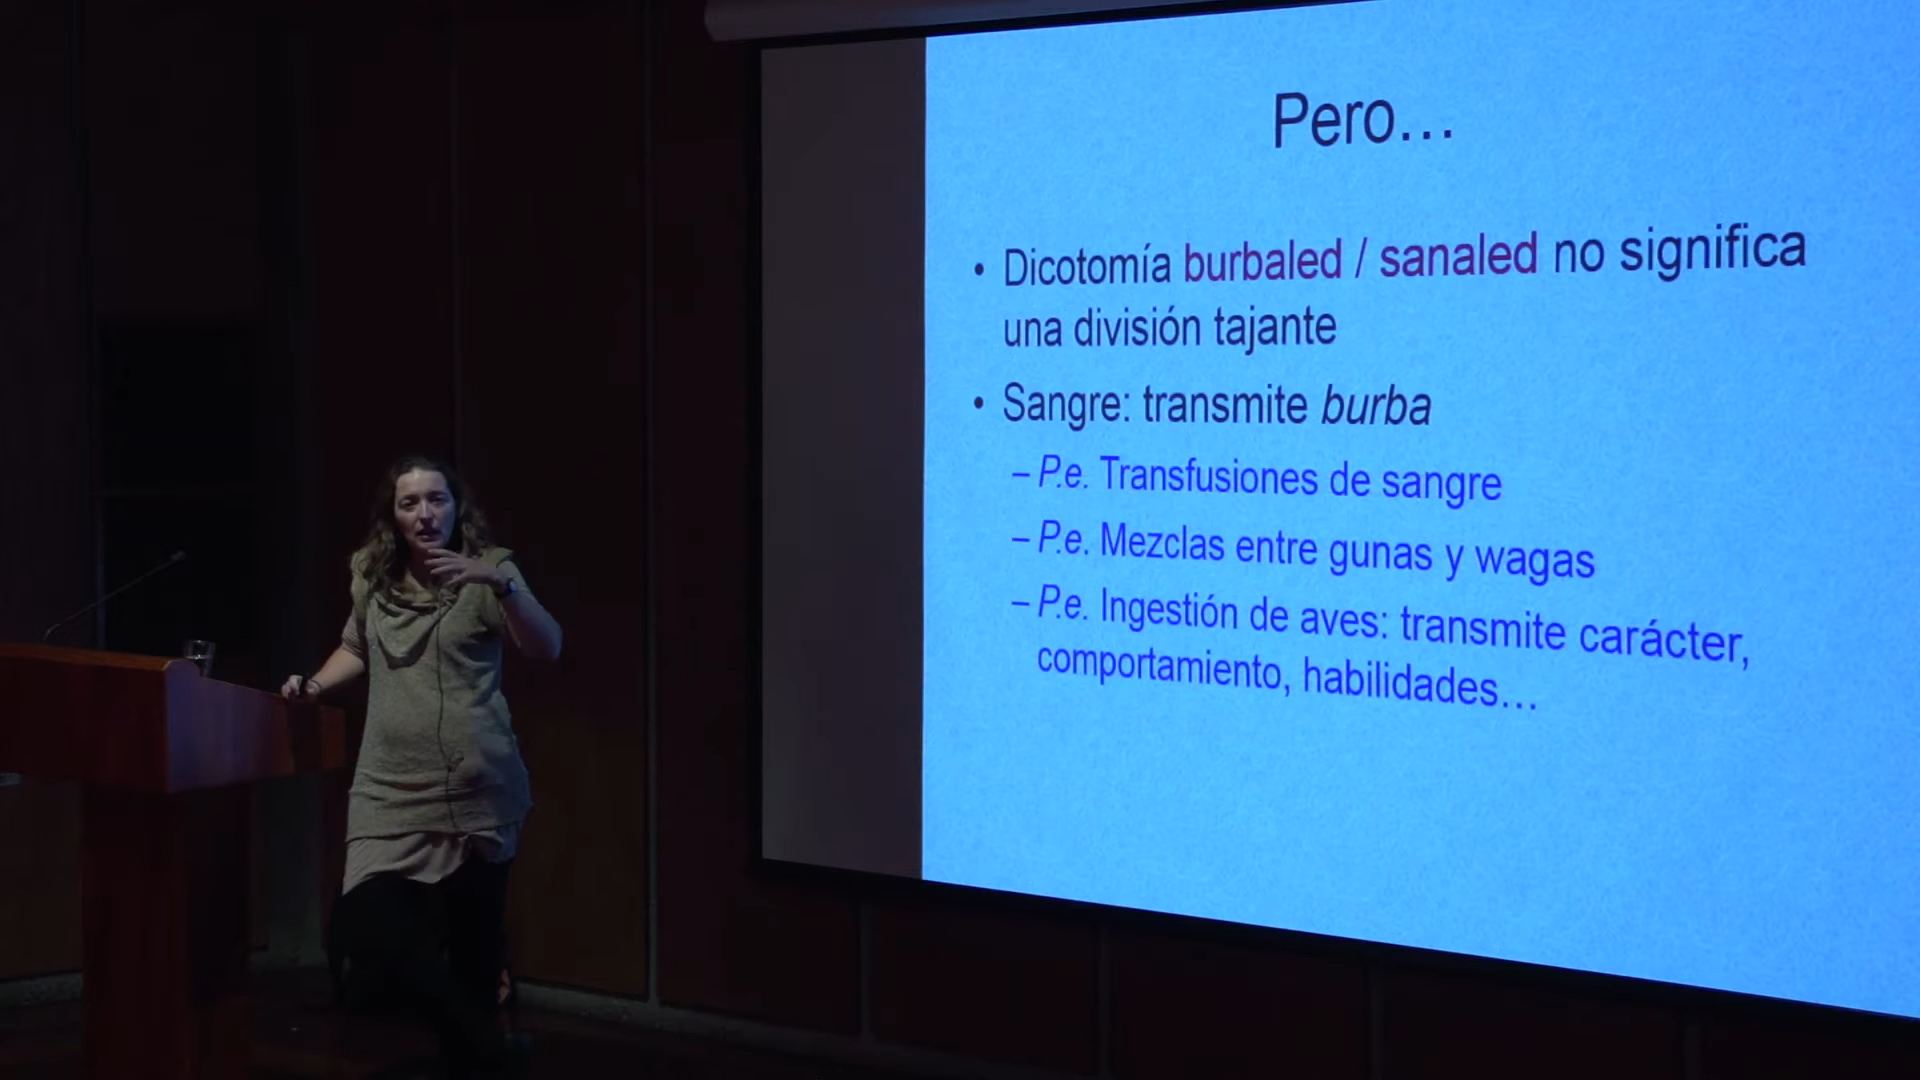 Pero…
• Dicotomía burbaled / sanaled no significa
una división tajante
• Sangre: transmite burba
– P.e. Transfusiones de sangre
– P.e. Mezclas entre gunas y wagas
– P.e. Ingestión de aves: transmite carácter,
comportamiento, habilidades…